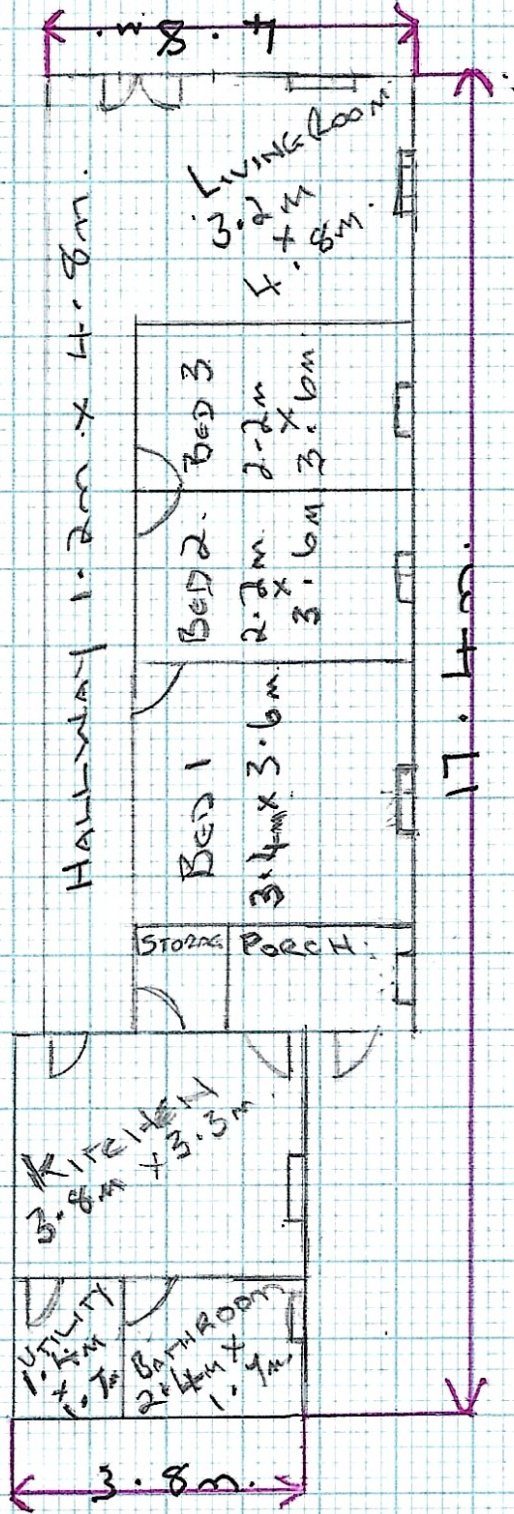 4.8m.
LIVING ROOM.
3.2m
x
4.8m.
HALLWAY 1.2m x 4.8m.
BED 3
2.2m
x
3.6m.
BED 2.
2.2m.
x
3.6m
BED 1
3.4m x 3.6m.
17.4m.
STORAGE
PORCH.
KITCHEN
3.8m x 3.3m.
UTILITY
1.4m
x
1.7m
BATHROOM
2.4m x
1.7m.
3.8m.